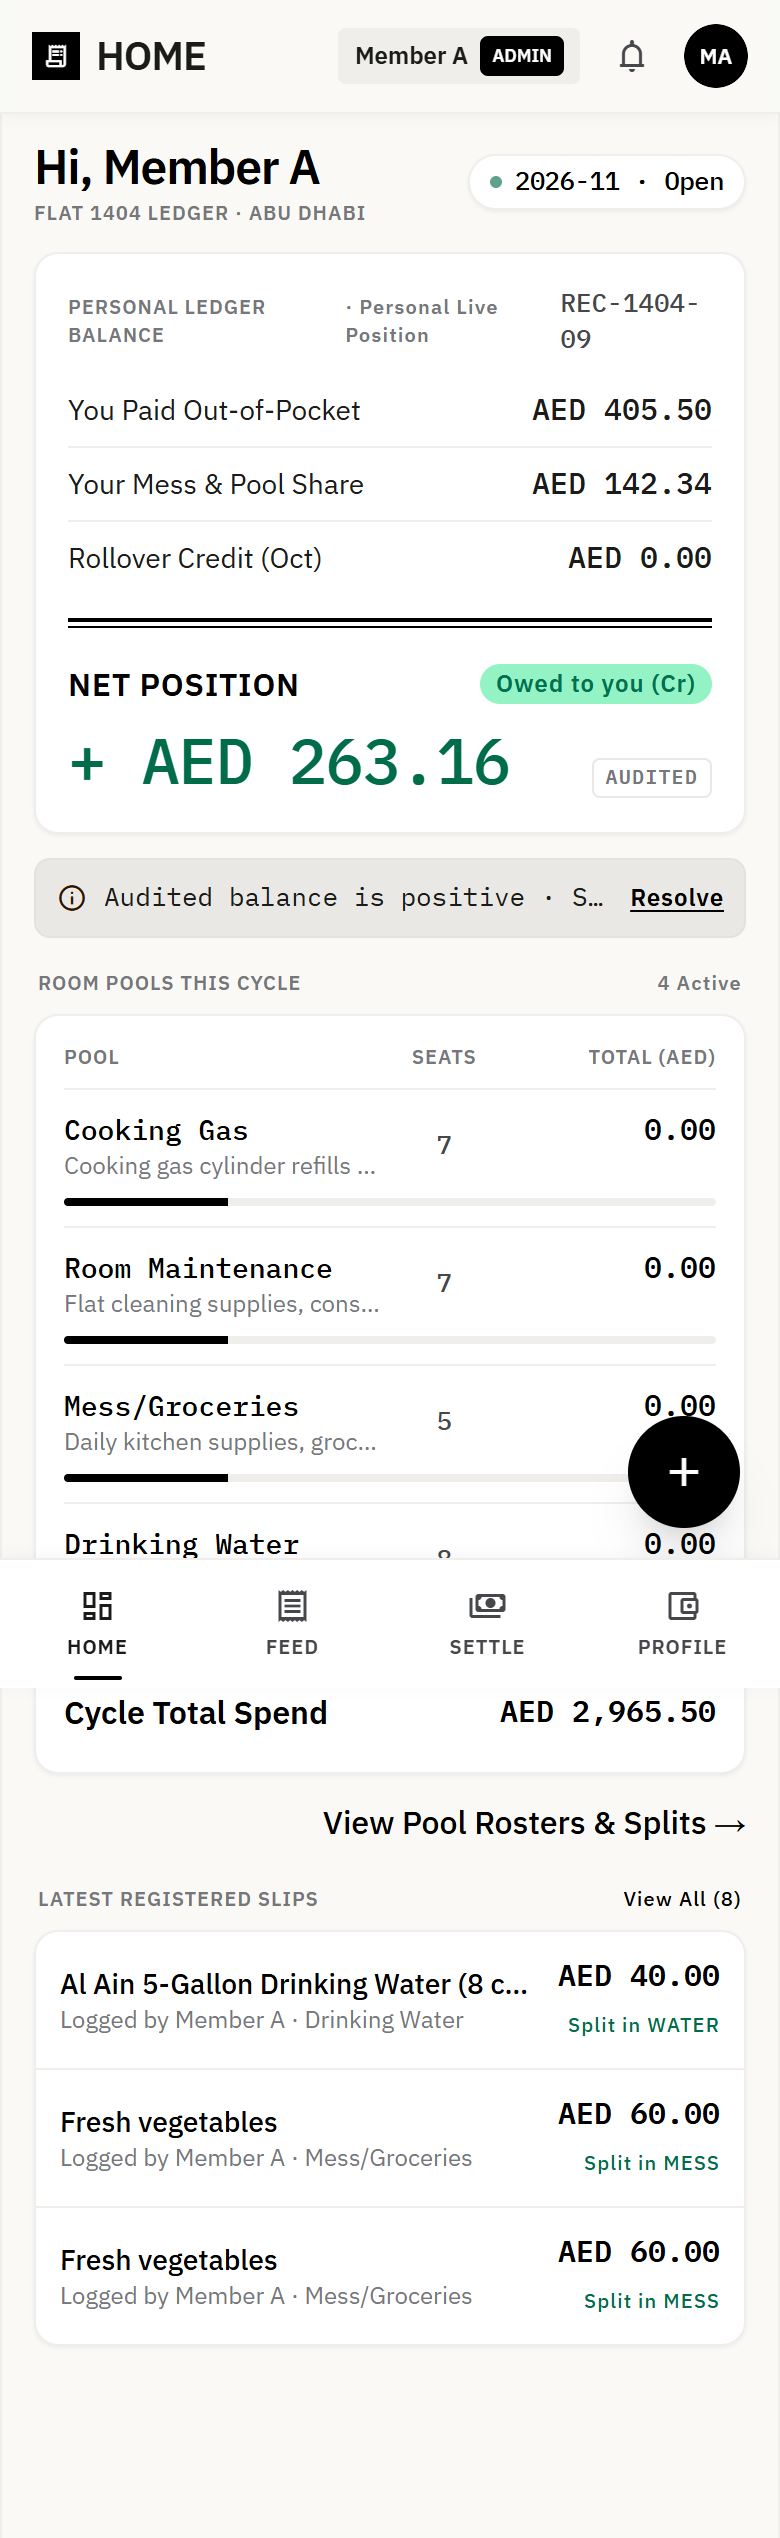 HOME
Member A ADMIN
MA
Hi, Member A
FLAT 1404 LEDGER · ABU DHABI
2026-11 · Open
PERSONAL LEDGER BALANCE
· Personal Live Position
REC-1404-09
You Paid Out-of-Pocket AED 405.50
Your Mess & Pool Share AED 142.34
Rollover Credit (Oct) AED 0.00
NET POSITION Owed to you (Cr)
+ AED 263.16 AUDITED
Audited balance is positive · S... Resolve
ROOM POOLS THIS CYCLE 4 Active
POOL SEATS TOTAL (AED)
Cooking Gas 7 0.00
Cooking gas cylinder refills ...
Room Maintenance 7 0.00
Flat cleaning supplies, cons...
Mess/Groceries 5 0.00
Daily kitchen supplies, groc...
+
Drinking Water 0.00
HOME FEED SETTLE PROFILE
Cycle Total Spend AED 2,965.50
View Pool Rosters & Splits →
LATEST REGISTERED SLIPS View All (8)
Al Ain 5-Gallon Drinking Water (8 c... AED 40.00
Logged by Member A · Drinking Water Split in WATER
Fresh vegetables AED 60.00
Logged by Member A · Mess/Groceries Split in MESS
Fresh vegetables AED 60.00
Logged by Member A · Mess/Groceries Split in MESS